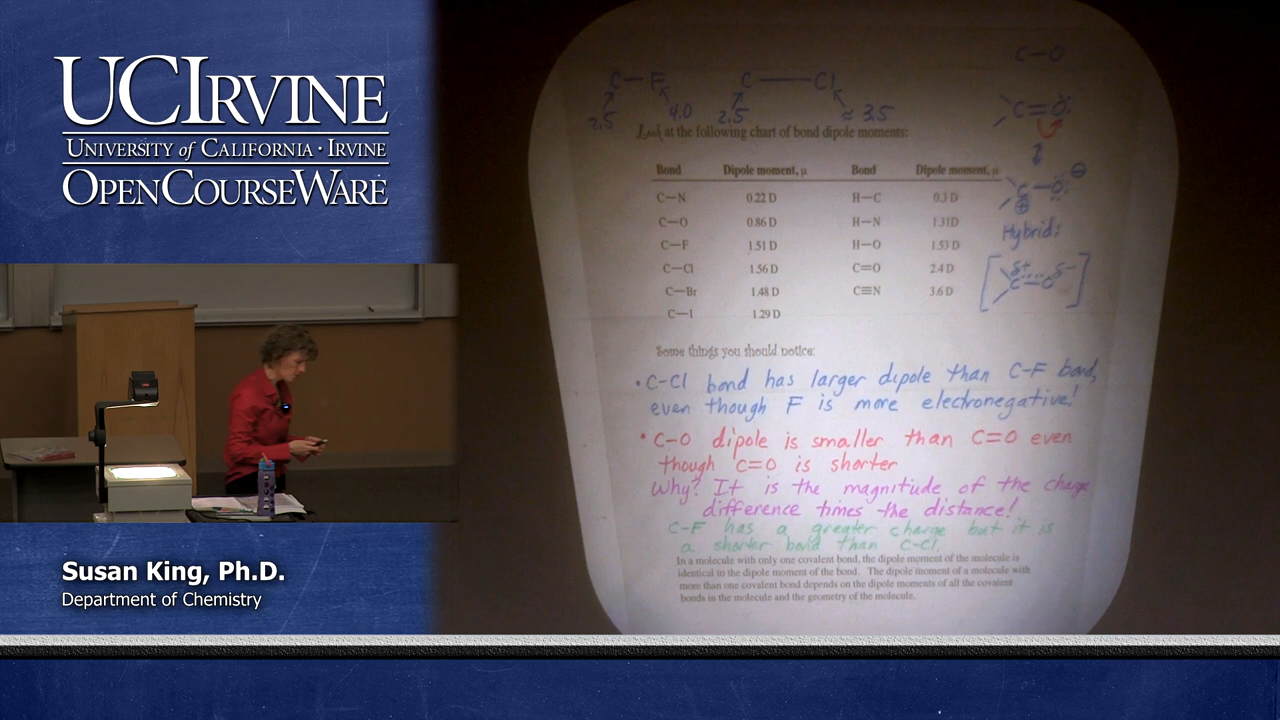 UCIRVINE
UNIVERSITY of CALIFORNIA · IRVINE
OPENCOURSEWARE
Susan King, Ph.D.
Department of Chemistry
C—F C—Cl
2.5 4.0 2.5 ≈ 3.5
Look at the following chart of bond dipole moments:
Bond Dipole moment, μ Bond Dipole moment, μ
C—N 0.22 D H—C 0.3 D
C—O 0.86 D H—N 1.31D
C—F 1.51 D H—O 1.53 D
C—Cl 1.56 D C=O 2.4 D
C—Br 1.48 D C≡N 3.6 D
C—I 1.29 D
C—O
C=O:
⊖
C—O:
⊕
Hybrid:
δ+ δ-
C O
Some things you should notice:
• C-Cl bond has larger dipole than C-F bond,
even though F is more electronegative!
• C-O dipole is smaller than C=O even
though C=O is shorter
Why? It is the magnitude of the charge
difference times the distance!
C-F has a greater charge but it is
a shorter bond than C-Cl.
In a molecule with only one covalent bond, the dipole moment of the molecule is
identical to the dipole moment of the bond. The dipole moment of a molecule with
more than one covalent bond depends on the dipole moments of all the covalent
bonds in the molecule and the geometry of the molecule.